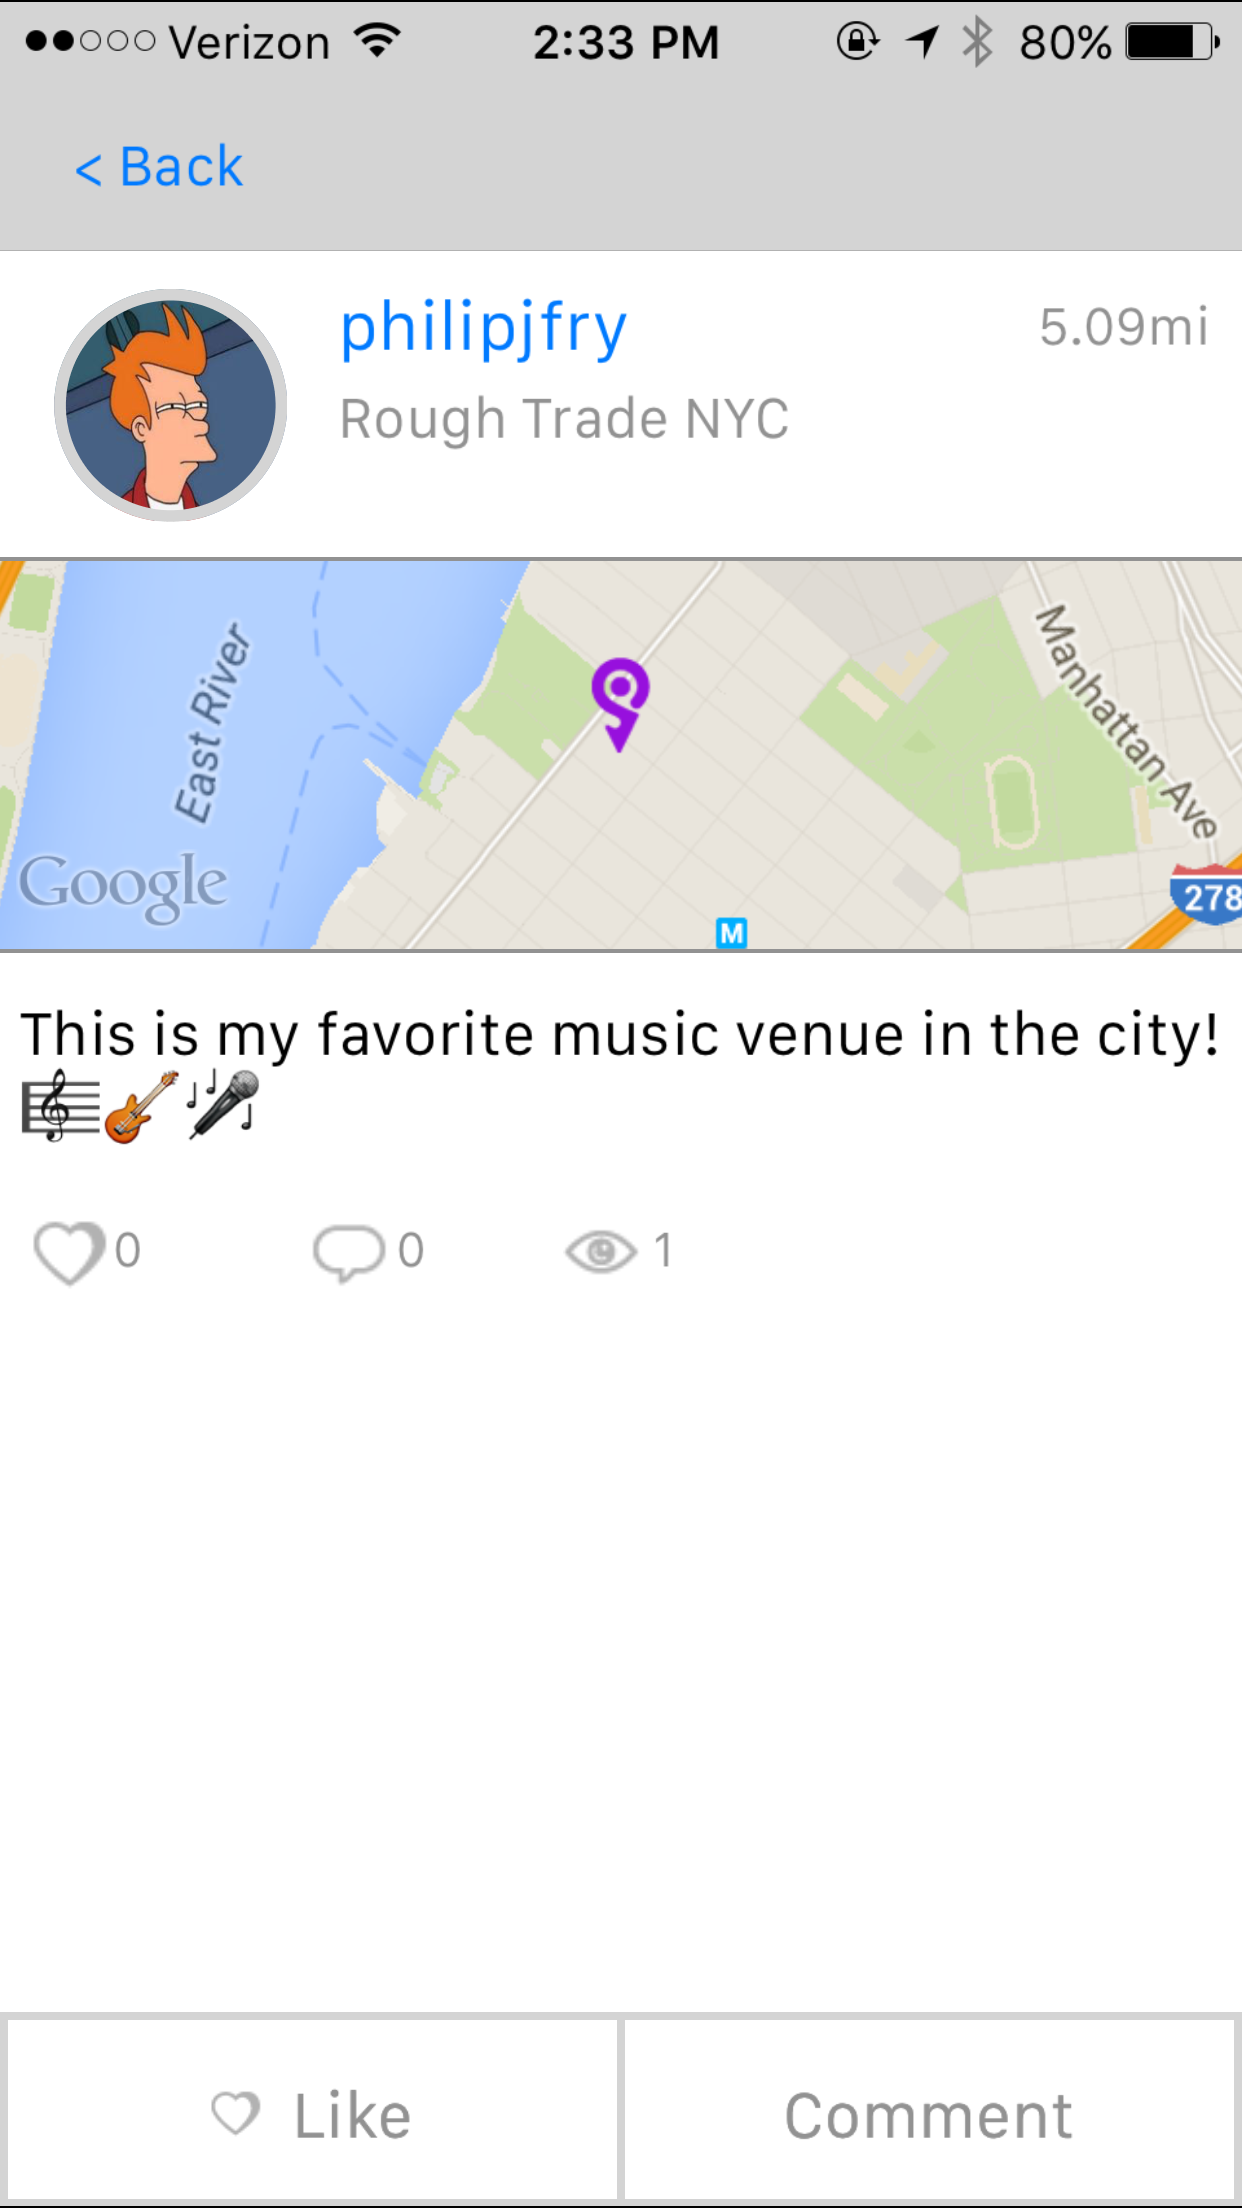 ●●○○○ Verizon 2:33 PM 80%
< Back
philipjfry 5.09mi
Rough Trade NYC
Manhattan Ave
East River
Google
278
M
This is my favorite music venue in the city!
🎼🎸🎤
0 0 1
Like Comment